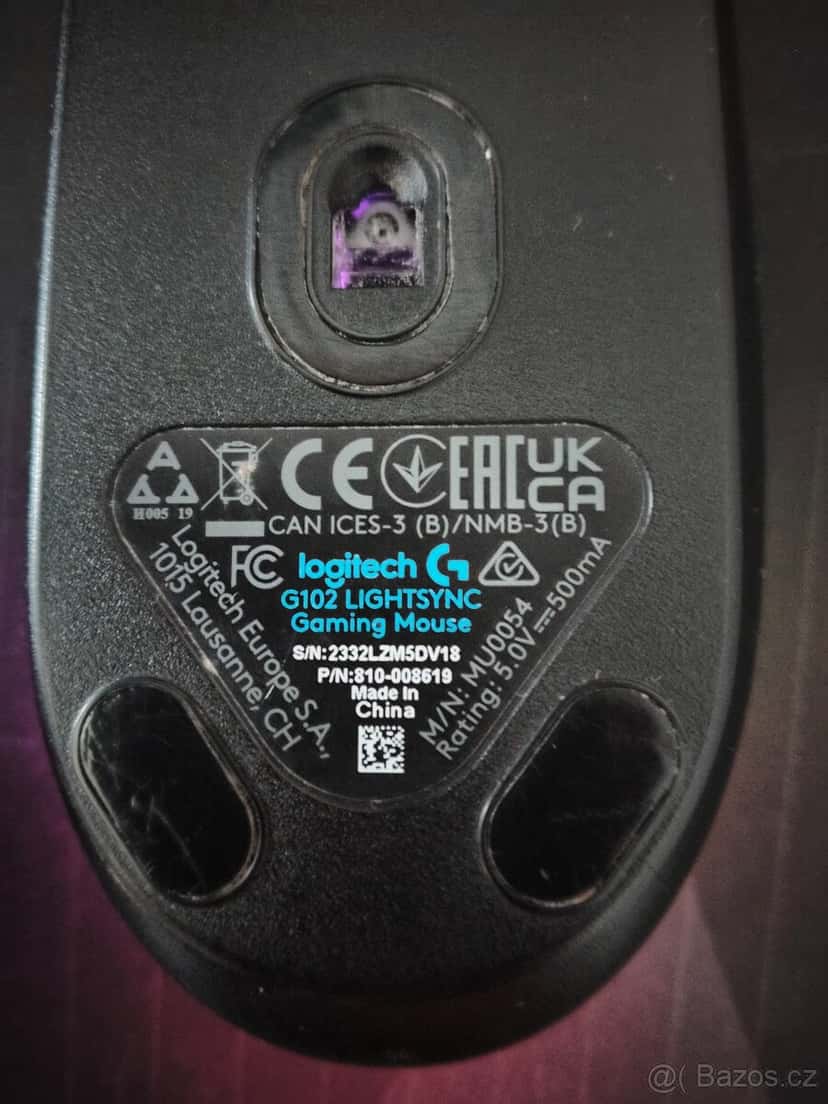 H005 19
CE
EAC
UK
CA
CAN ICES-3 (B)/NMB-3(B)
FC
logitech G
G102 LIGHTSYNC
Gaming Mouse
S/N:2332LZM5DV18
P/N:810-008619
Made In
China
Logitech Europe S.A.,
1015 Lausanne, CH
M/N: MU0054
Rating: 5.0V⎓500mA
@( Bazos.cz